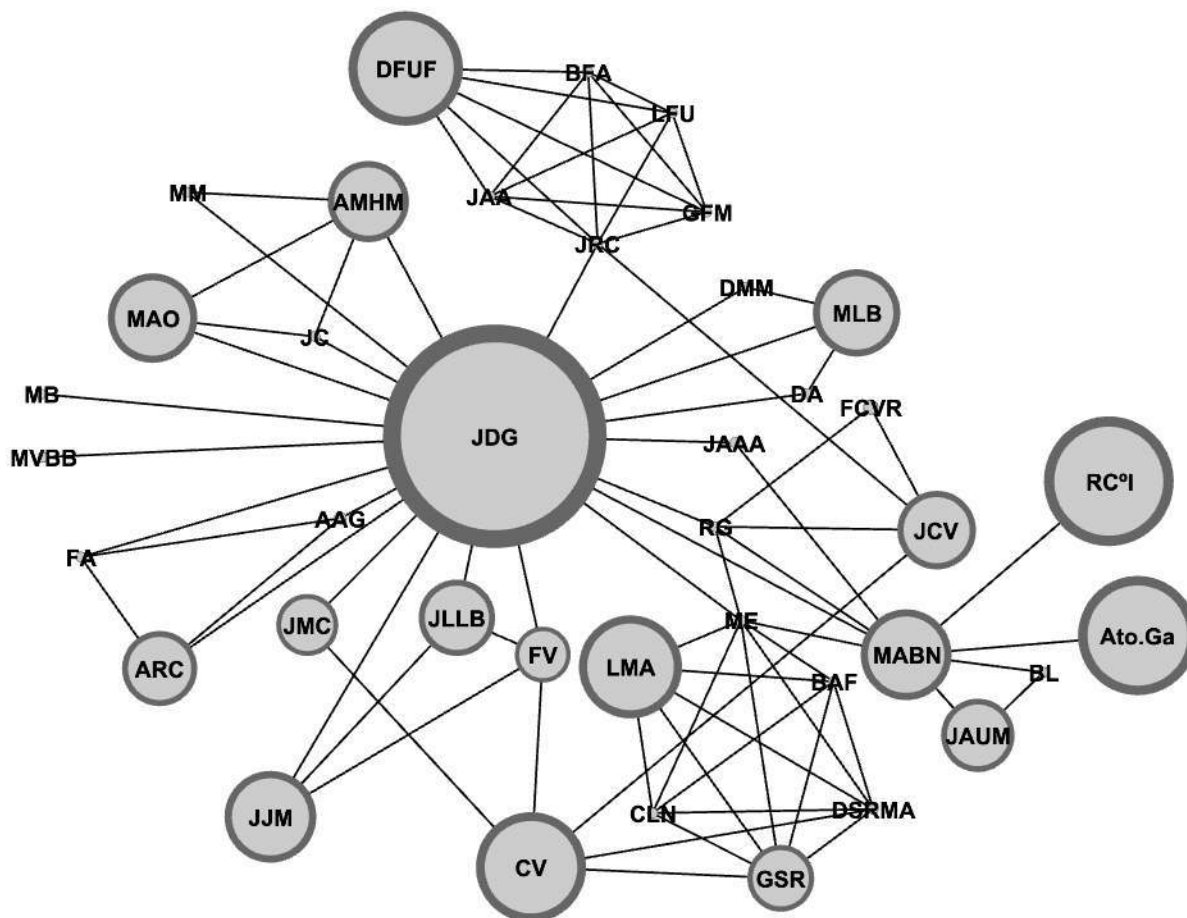 DFUF
BFA
LFU
MM
AMHM
JAA
GFM
JRC
DMM
MAO
MLB
JC
MB
DA
FCVR
JDG
JAAA
MVBB
RCºI
AAG
RG
JCV
FA
JMC
JLLB
ME
FV
LMA
MABN
Ato.Ga
ARC
BAF
BL
JAUM
JJM
CLN
DSRMA
CV
GSR